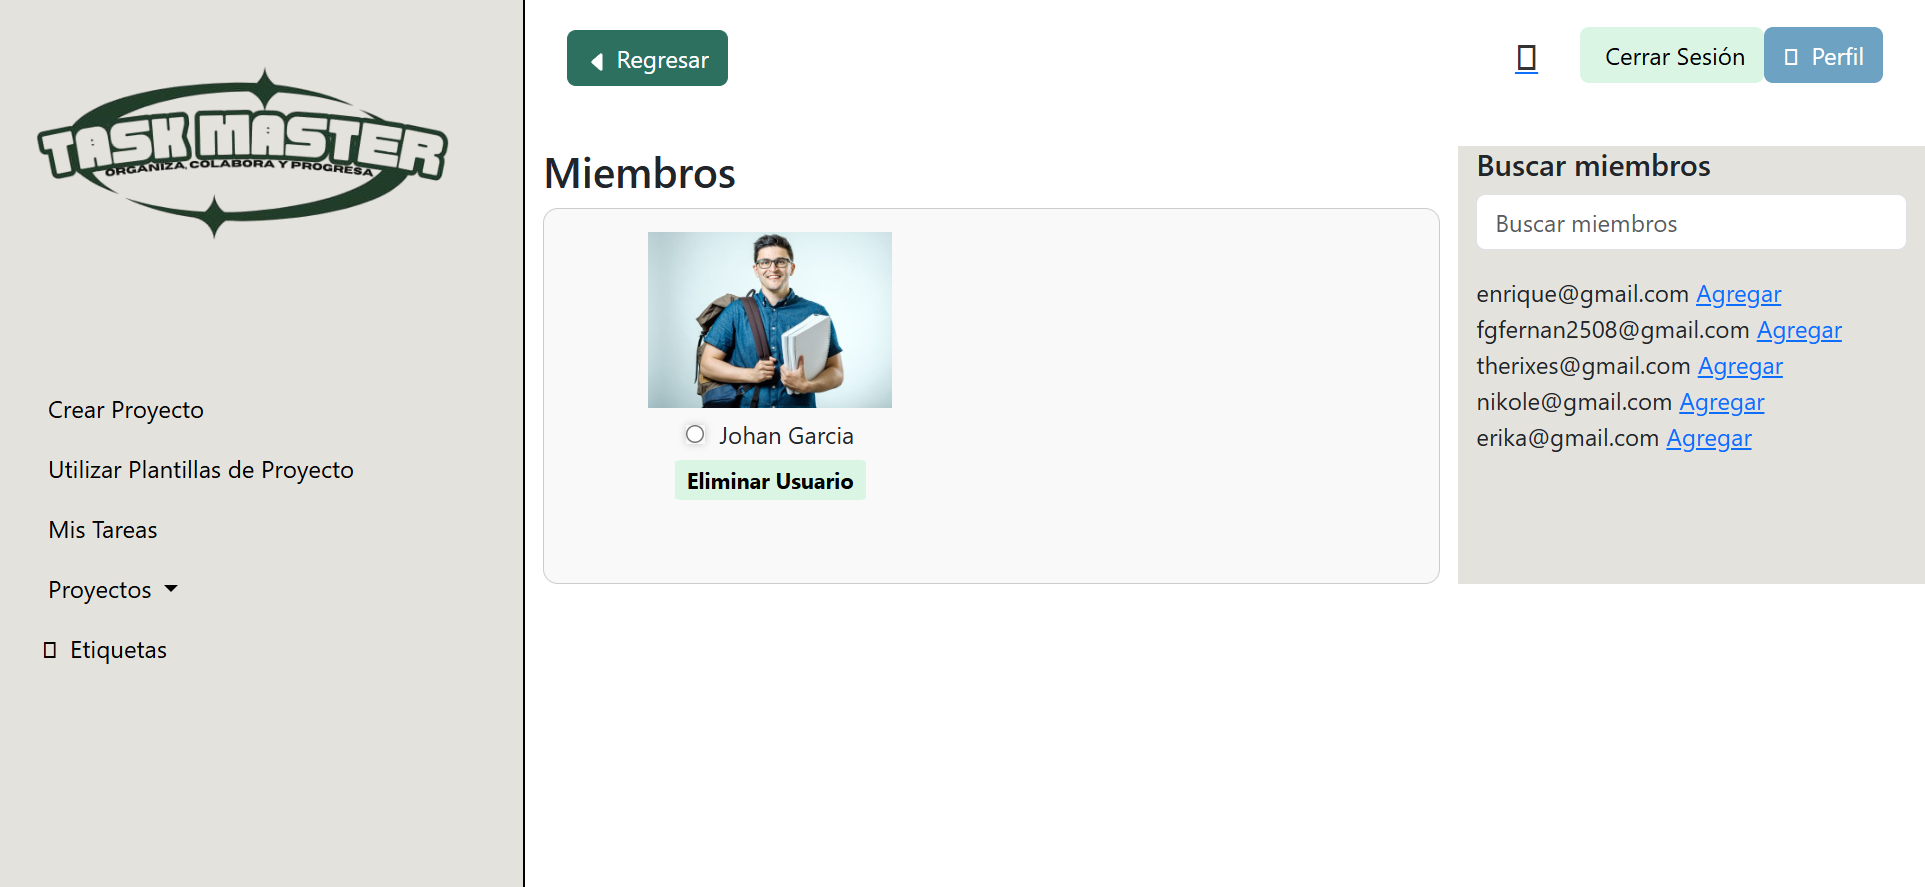 TASK MASTER
ORGANIZA, COLABORA Y PROGRESA
Crear Proyecto
Utilizar Plantillas de Proyecto
Mis Tareas
Proyectos
Etiquetas
Regresar
Cerrar Sesión
Perfil
Miembros
Johan Garcia
Eliminar Usuario
Buscar miembros
Buscar miembros
enrique@gmail.com Agregar
fgfernan2508@gmail.com Agregar
therixes@gmail.com Agregar
nikole@gmail.com Agregar
erika@gmail.com Agregar